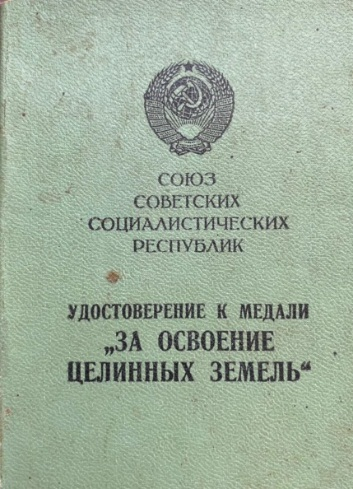 СОЮЗ
СОВЕТСКИХ
СОЦИАЛИСТИЧЕСКИХ
РЕСПУБЛИК
УДОСТОВЕРЕНИЕ К МЕДАЛИ
„ЗА ОСВОЕНИЕ
ЦЕЛИННЫХ ЗЕМЕЛЬ“